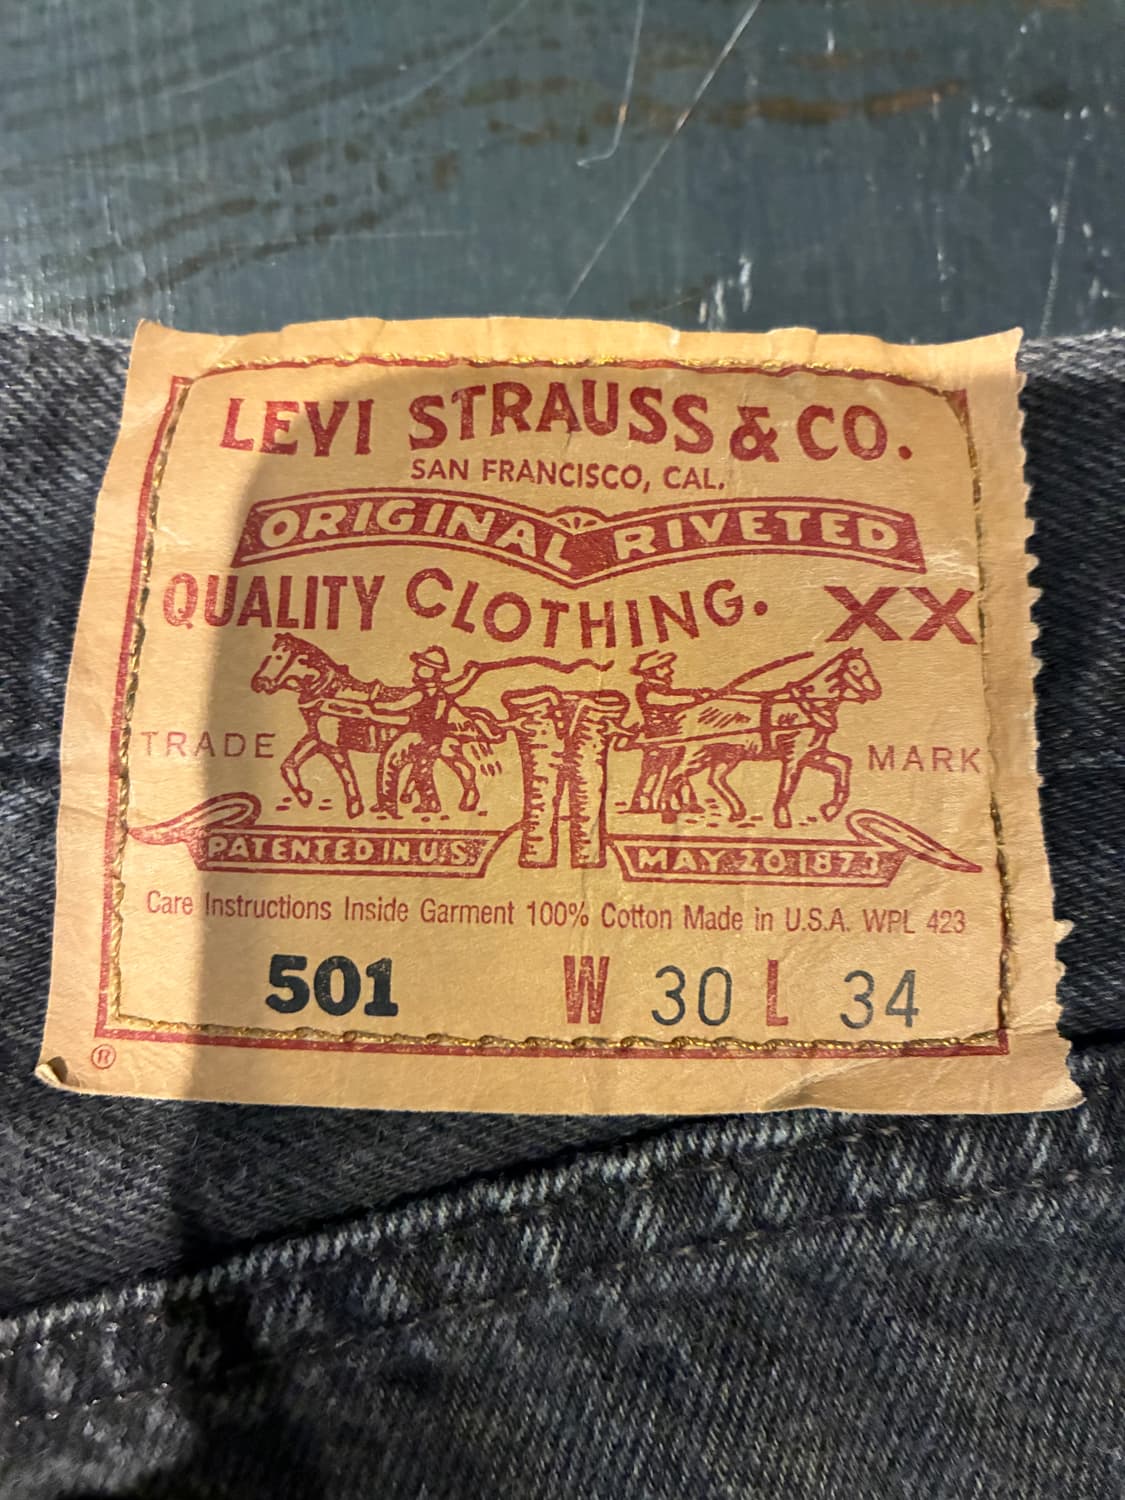 LEVI STRAUSS & CO.
SAN FRANCISCO, CAL.
ORIGINAL RIVETED
QUALITY CLOTHING. XX
TRADE MARK
PATENTED IN U.S. MAY 20 1873
Care Instructions Inside Garment 100% Cotton Made in U.S.A. WPL 423
501 W 30 L 34
®